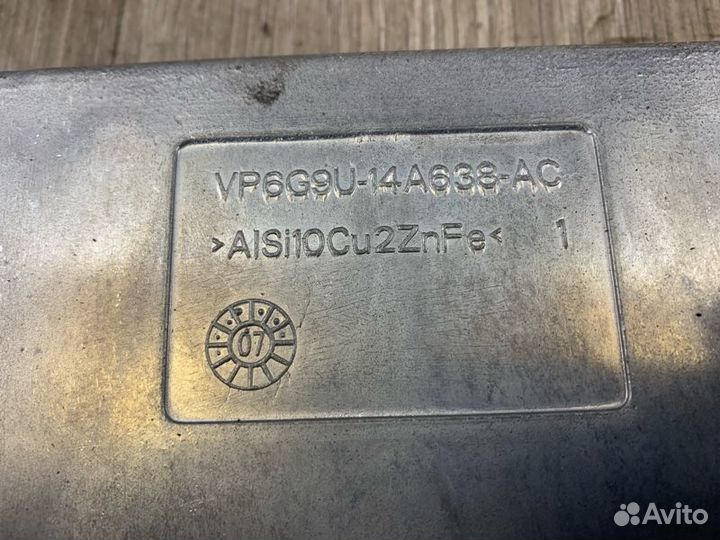 VP6G9U-14A638-AC
>AlSi10Cu2ZnFe< 1
07
Avito